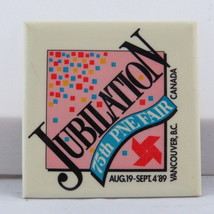 JUBILATION
75th PNE FAIR
AUG.19-SEPT.4'89
VANCOUVER, B.C.
CANADA